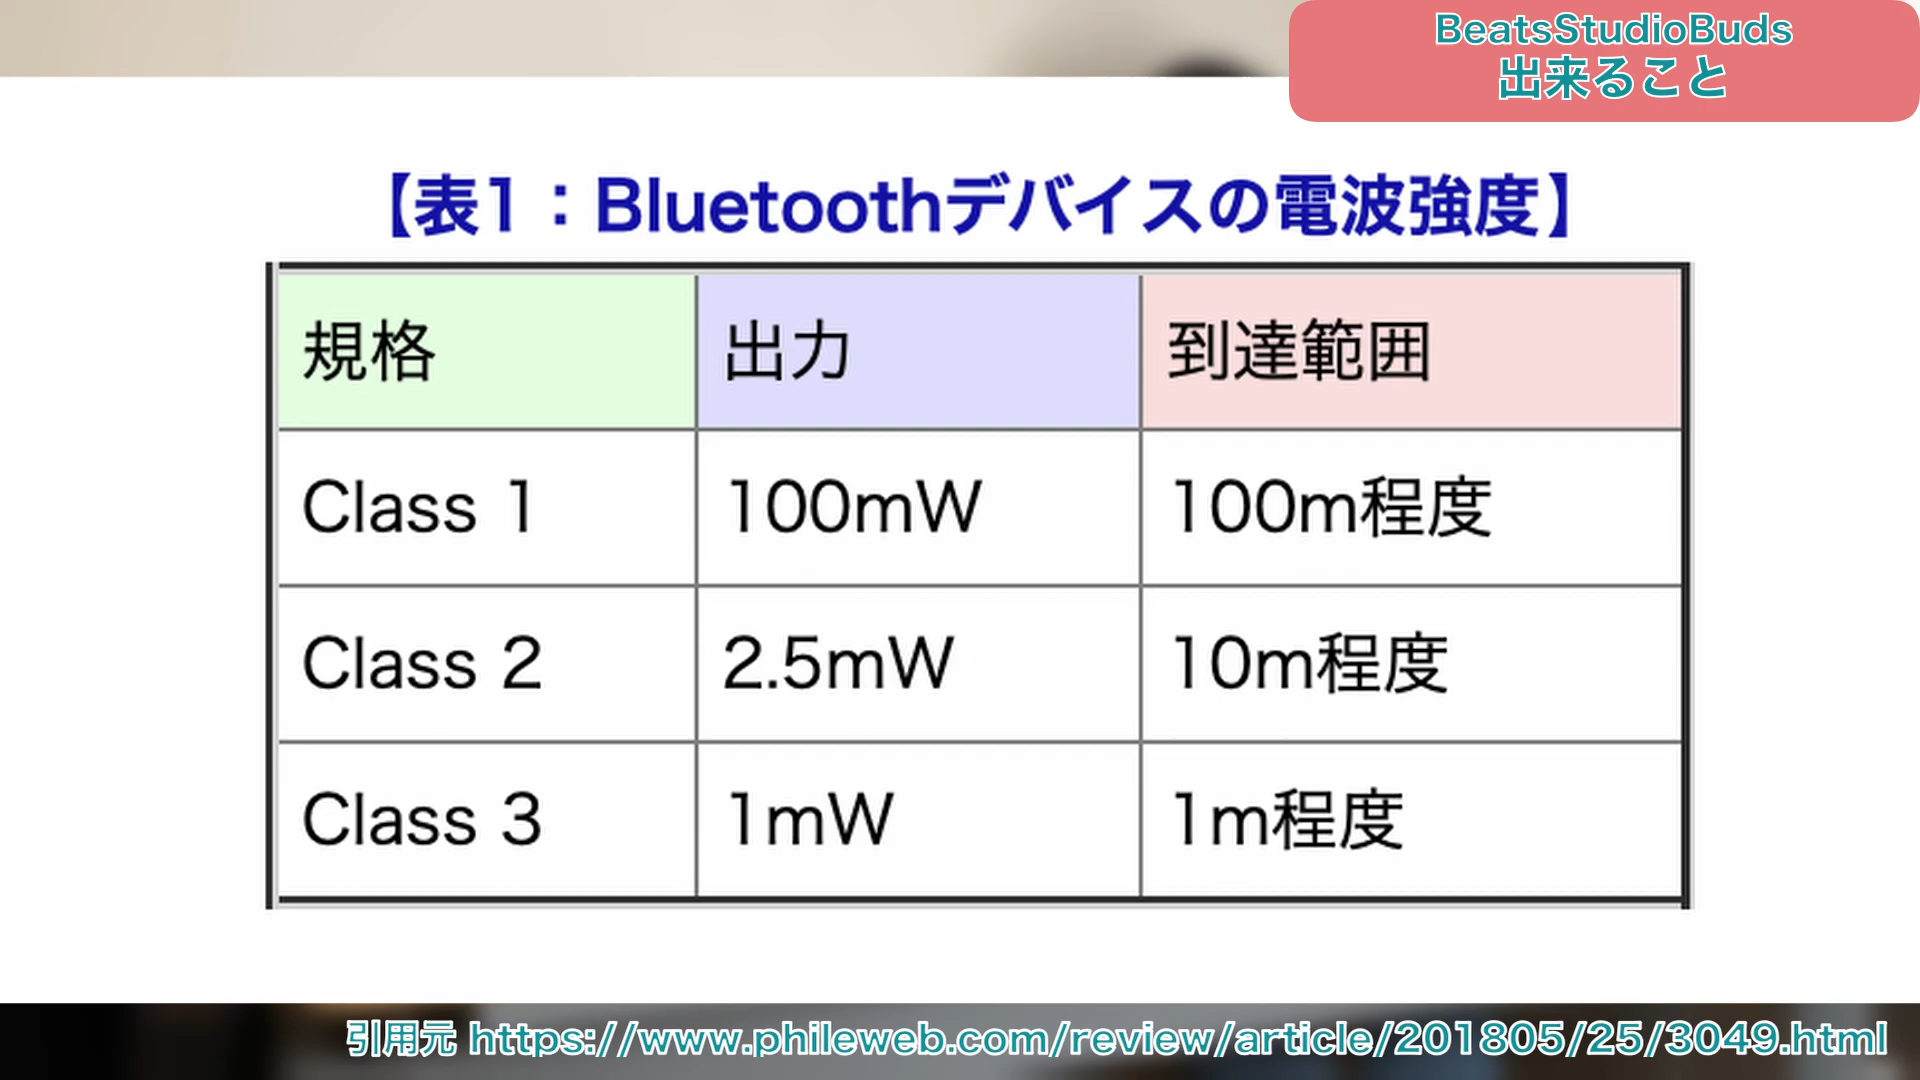 BeatsStudioBuds
出来ること
【表1：Bluetoothデバイスの電波強度】
規格 出力 到達範囲
Class 1 100mW 100m程度
Class 2 2.5mW 10m程度
Class 3 1mW 1m程度
引用元 https://www.phileweb.com/review/article/201805/25/3049.html